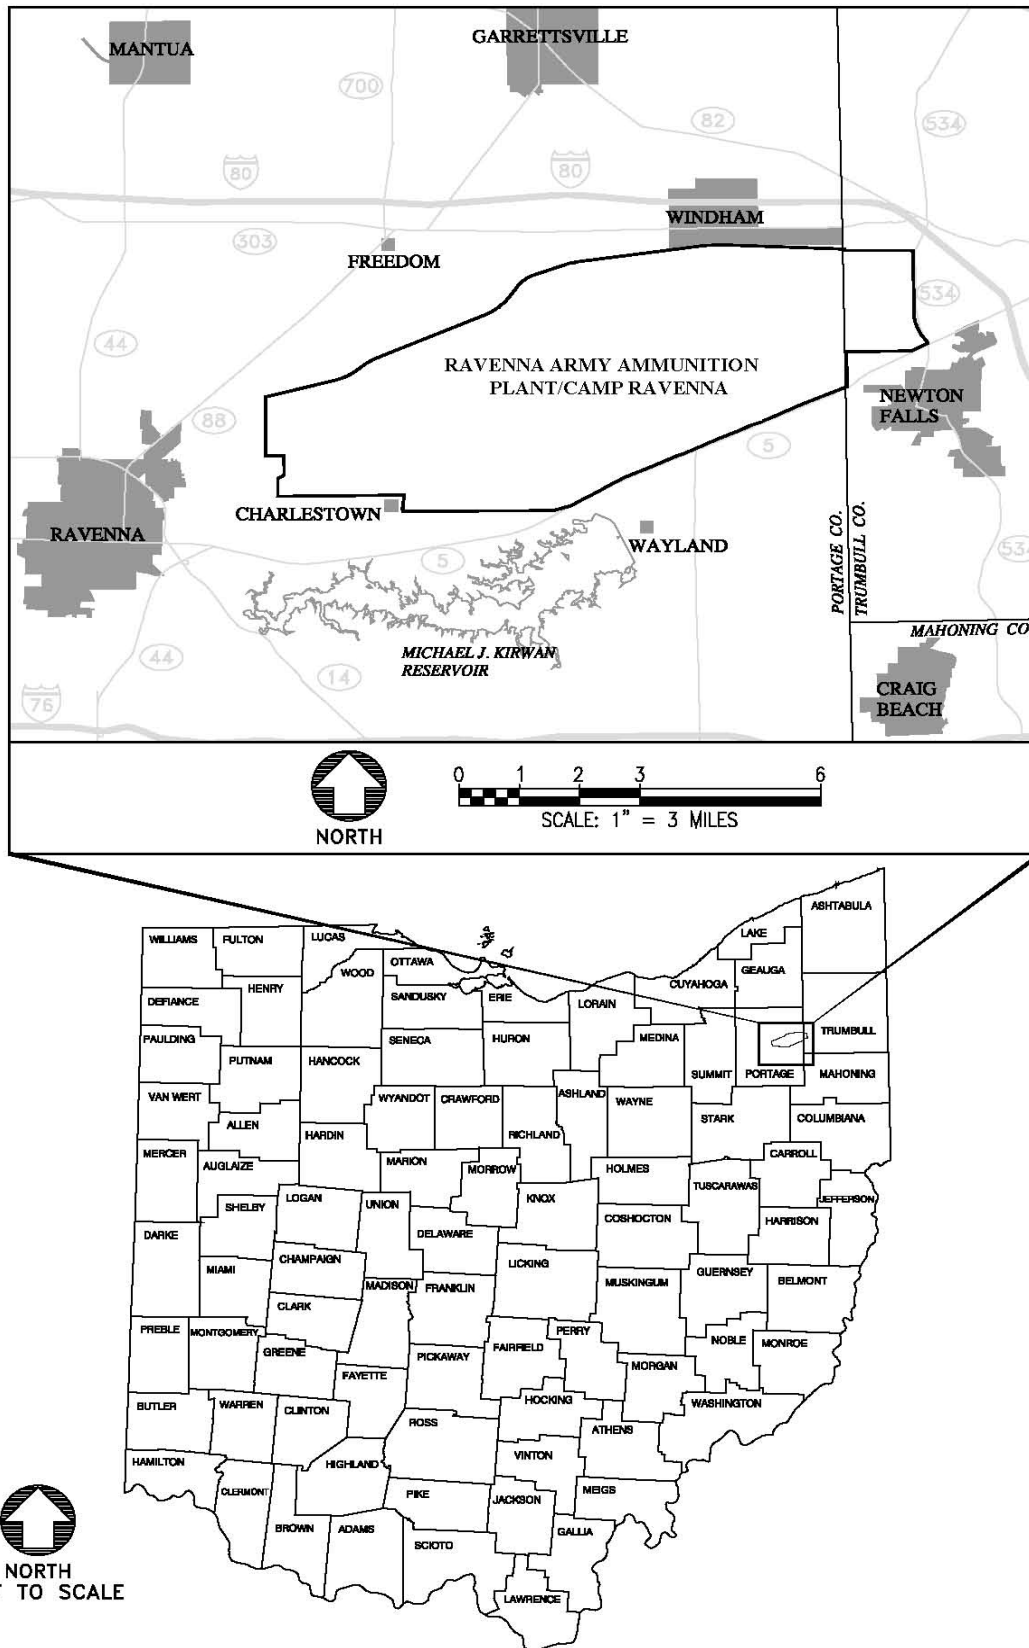 MANTUA
GARRETTSVILLE
700
82
534
80
80
WINDHAM
303
FREEDOM
534
44
RAVENNA ARMY AMMUNITION
PLANT/CAMP RAVENNA
NEWTON
FALLS
88
5
CHARLESTOWN
RAVENNA
WAYLAND
5
PORTAGE CO.
TRUMBULL CO.
534
MAHONING CO
44
MICHAEL J. KIRWAN
RESERVOIR
14
76
CRAIG
BEACH
0 1 2 3 6
SCALE: 1" = 3 MILES
NORTH
ASHTABULA
WILLIAMS
FULTON
LUCAS
LAKE
WOOD
OTTAWA
GEAUGA
CUYAHOGA
HENRY
SANDUSKY
ERIE
LORAIN
DEFIANCE
TRUMBULL
PAULDING
SENECA
HURON
MEDINA
PUTNAM
HANCOCK
SUMMIT
PORTAGE
MAHONING
VAN WERT
WYANDOT
CRAWFORD
ASHLAND
WAYNE
STARK
COLUMBIANA
ALLEN
HARDIN
RICHLAND
MERCER
AUGLAIZE
MARION
MORROW
HOLMES
CARROLL
TUSCARAWAS
JEFFERSON
LOGAN
UNION
KNOX
SHELBY
COSHOCTON
HARRISON
DARKE
DELAWARE
CHAMPAIGN
LICKING
MIAMI
MADISON
FRANKLIN
MUSKINGUM
GUERNSEY
BELMONT
CLARK
PREBLE
MONTGOMERY
PERRY
NOBLE
MONROE
GREENE
FAIRFIELD
PICKAWAY
MORGAN
FAYETTE
HOCKING
WASHINGTON
BUTLER
WARREN
CLINTON
ROSS
ATHENS
HAMILTON
HIGHLAND
VINTON
CLERMONT
PIKE
JACKSON
MEIGS
BROWN
ADAMS
SCIOTO
GALLIA
LAWRENCE
NORTH
TO SCALE